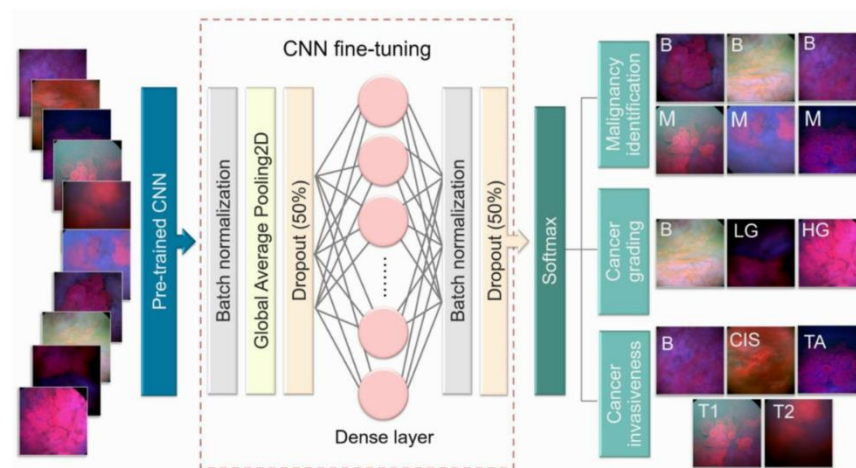 CNN fine-tuning
Pre-trained CNN
Batch normalization
Global Average Pooling2D
Dropout (50%)
Dense layer
Batch normalization
Dropout (50%)
Softmax
Malignancy
identification
B
B
B
M
M
M
Cancer
grading
B
LG
HG
Cancer
invasiveness
B
CIS
TA
T1
T2